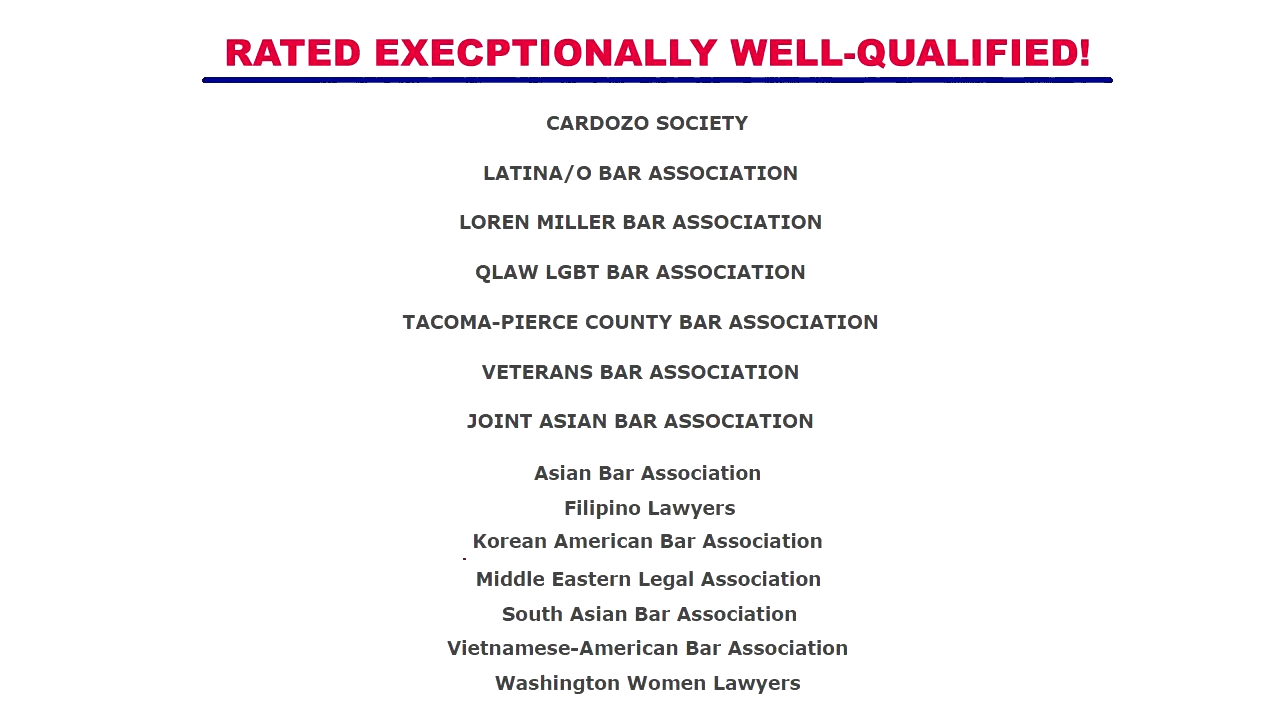 RATED EXECPTIONALLY WELL-QUALIFIED!
CARDOZO SOCIETY
LATINA/O BAR ASSOCIATION
LOREN MILLER BAR ASSOCIATION
QLAW LGBT BAR ASSOCIATION
TACOMA-PIERCE COUNTY BAR ASSOCIATION
VETERANS BAR ASSOCIATION
JOINT ASIAN BAR ASSOCIATION
Asian Bar Association
Filipino Lawyers
Korean American Bar Association
Middle Eastern Legal Association
South Asian Bar Association
Vietnamese-American Bar Association
Washington Women Lawyers